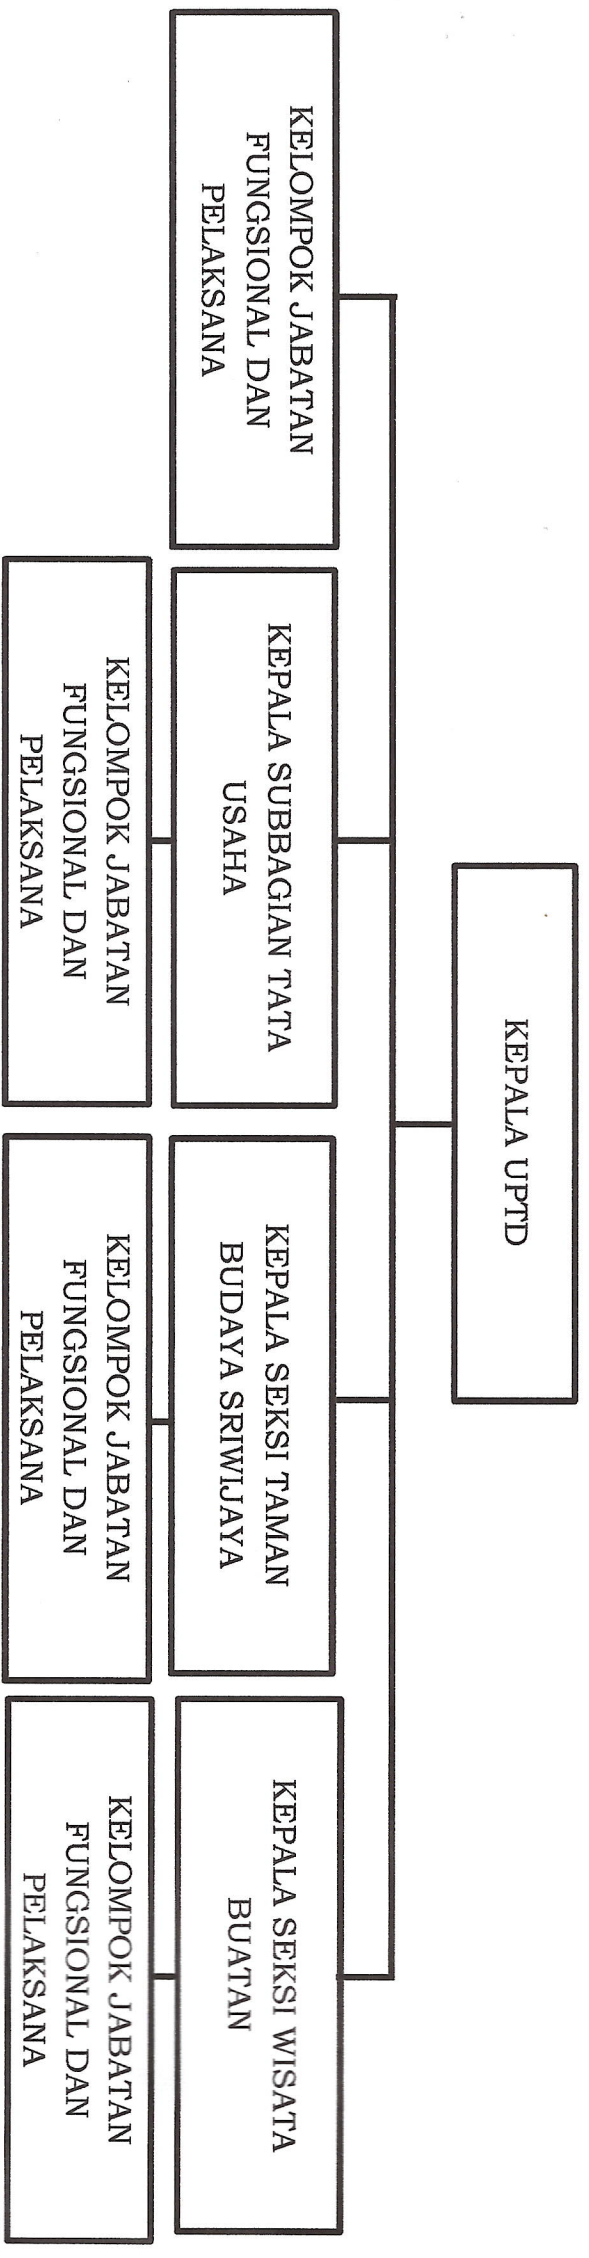 KEPALA UPTD
KELOMPOK JABATAN
FUNGSIONAL DAN
PELAKSANA
KEPALA SUBBAGIAN TATA
USAHA
KEPALA SEKSI TAMAN
BUDAYA SRIWIJAYA
KEPALA SEKSI WISATA
BUATAN
KELOMPOK JABATAN
FUNGSIONAL DAN
PELAKSANA
KELOMPOK JABATAN
FUNGSIONAL DAN
PELAKSANA
KELOMPOK JABATAN
FUNGSIONAL DAN
PELAKSANA